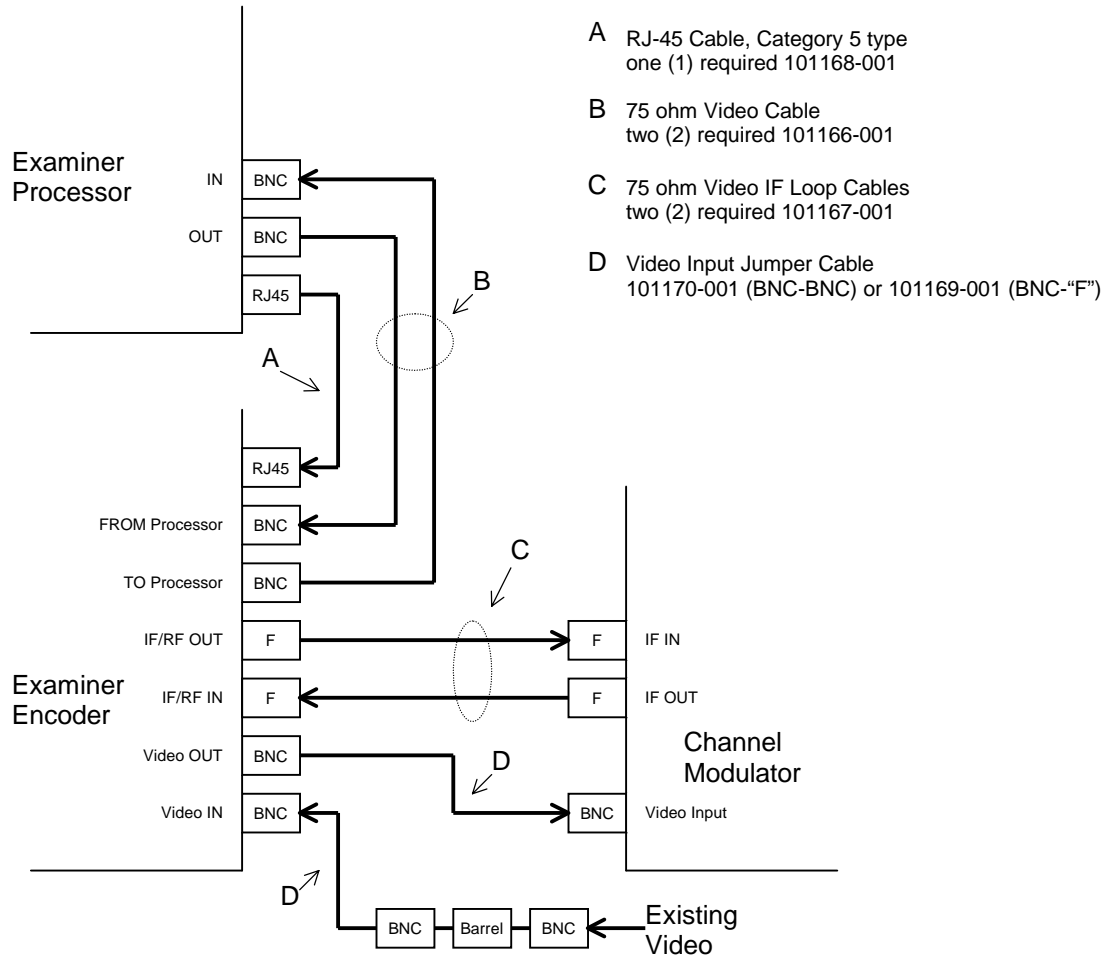 A
RJ-45 Cable, Category 5 type
one (1) required 101168-001
B
75 ohm Video Cable
two (2) required 101166-001
C
75 ohm Video IF Loop Cables
two (2) required 101167-001
D
Video Input Jumper Cable
101170-001 (BNC-BNC) or 101169-001 (BNC-“F”)
Examiner
Processor
IN
BNC
OUT
BNC
RJ45
B
A
RJ45
FROM Processor
BNC
TO Processor
BNC
C
IF/RF OUT
F
F
IF IN
Examiner
Encoder
IF/RF IN
F
F
IF OUT
Channel
Modulator
Video OUT
BNC
D
Video IN
BNC
BNC
Video Input
D
BNC
Barrel
BNC
Existing
Video